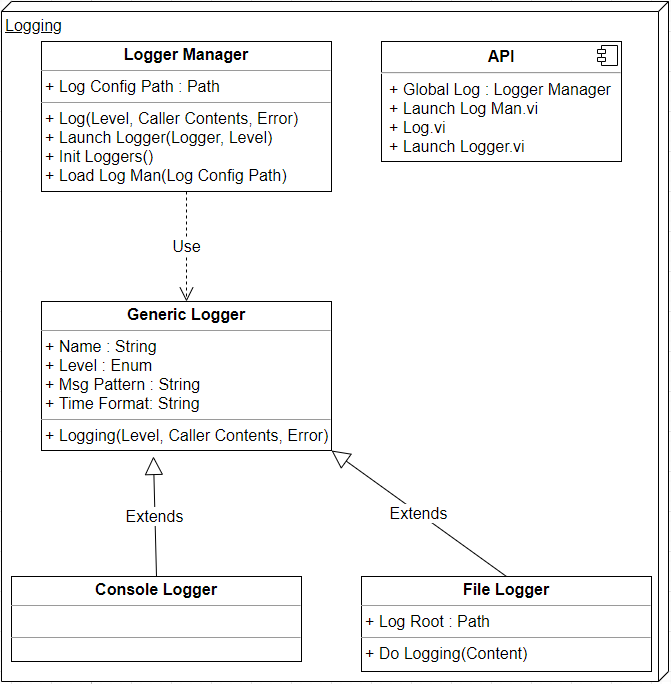 Logging
Logger Manager
+ Log Config Path : Path
+ Log(Level, Caller Contents, Error)
+ Launch Logger(Logger, Level)
+ Init Loggers()
+ Load Log Man(Log Config Path)
API
+ Global Log : Logger Manager
+ Launch Log Man.vi
+ Log.vi
+ Launch Logger.vi
Use
Generic Logger
+ Name : String
+ Level : Enum
+ Msg Pattern : String
+ Time Format: String
+ Logging(Level, Caller Contents, Error)
Extends
Extends
Console Logger
File Logger
+ Log Root : Path
+ Do Logging(Content)